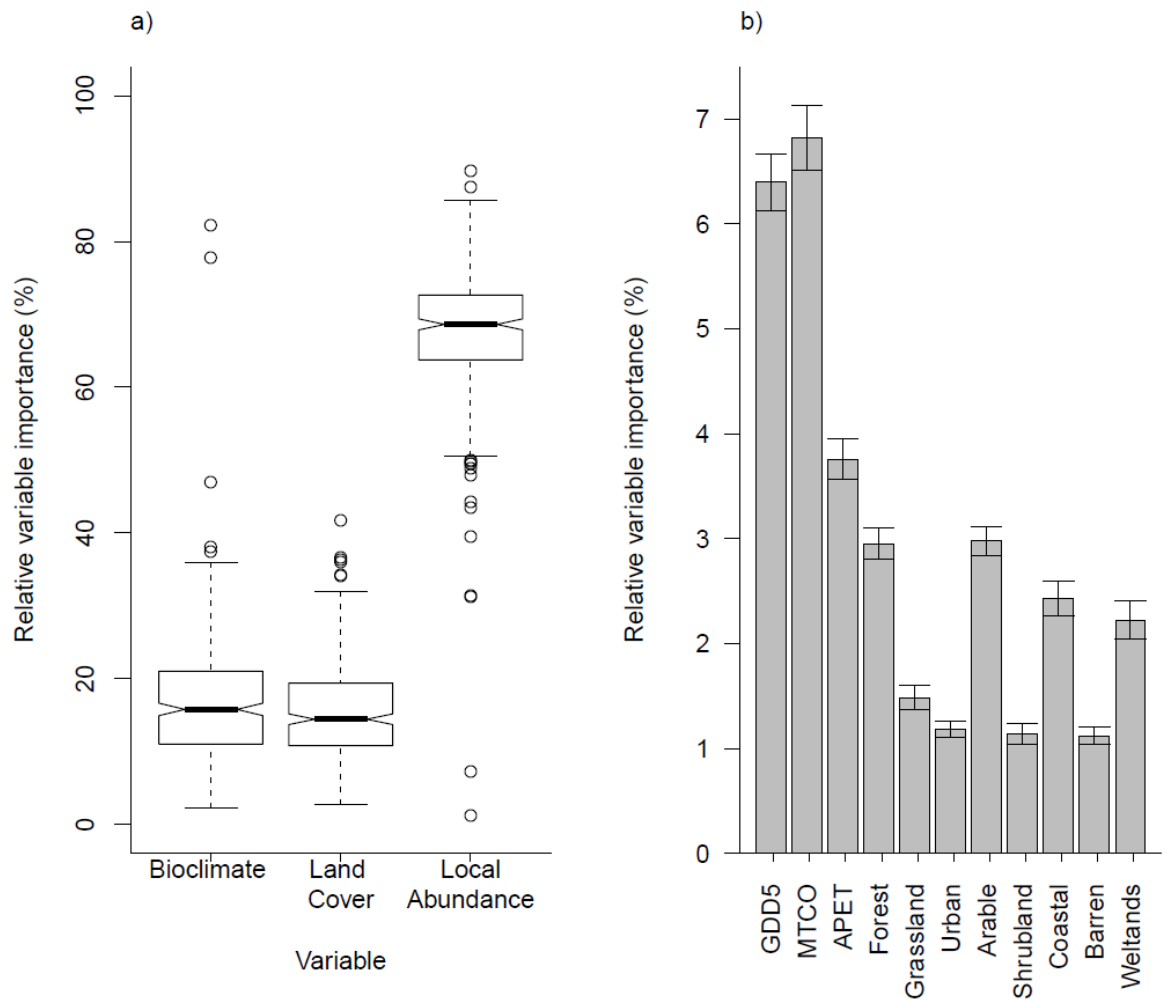 a)
Relative variable importance (%)
100
80
60
40
20
0
Bioclimate
Land
Cover
Local
Abundance
Variable
b)
Relative variable importance (%)
7
6
5
4
3
2
1
0
GDD5
MTCO
APET
Forest
Grassland
Urban
Arable
Shrubland
Coastal
Barren
Weltands